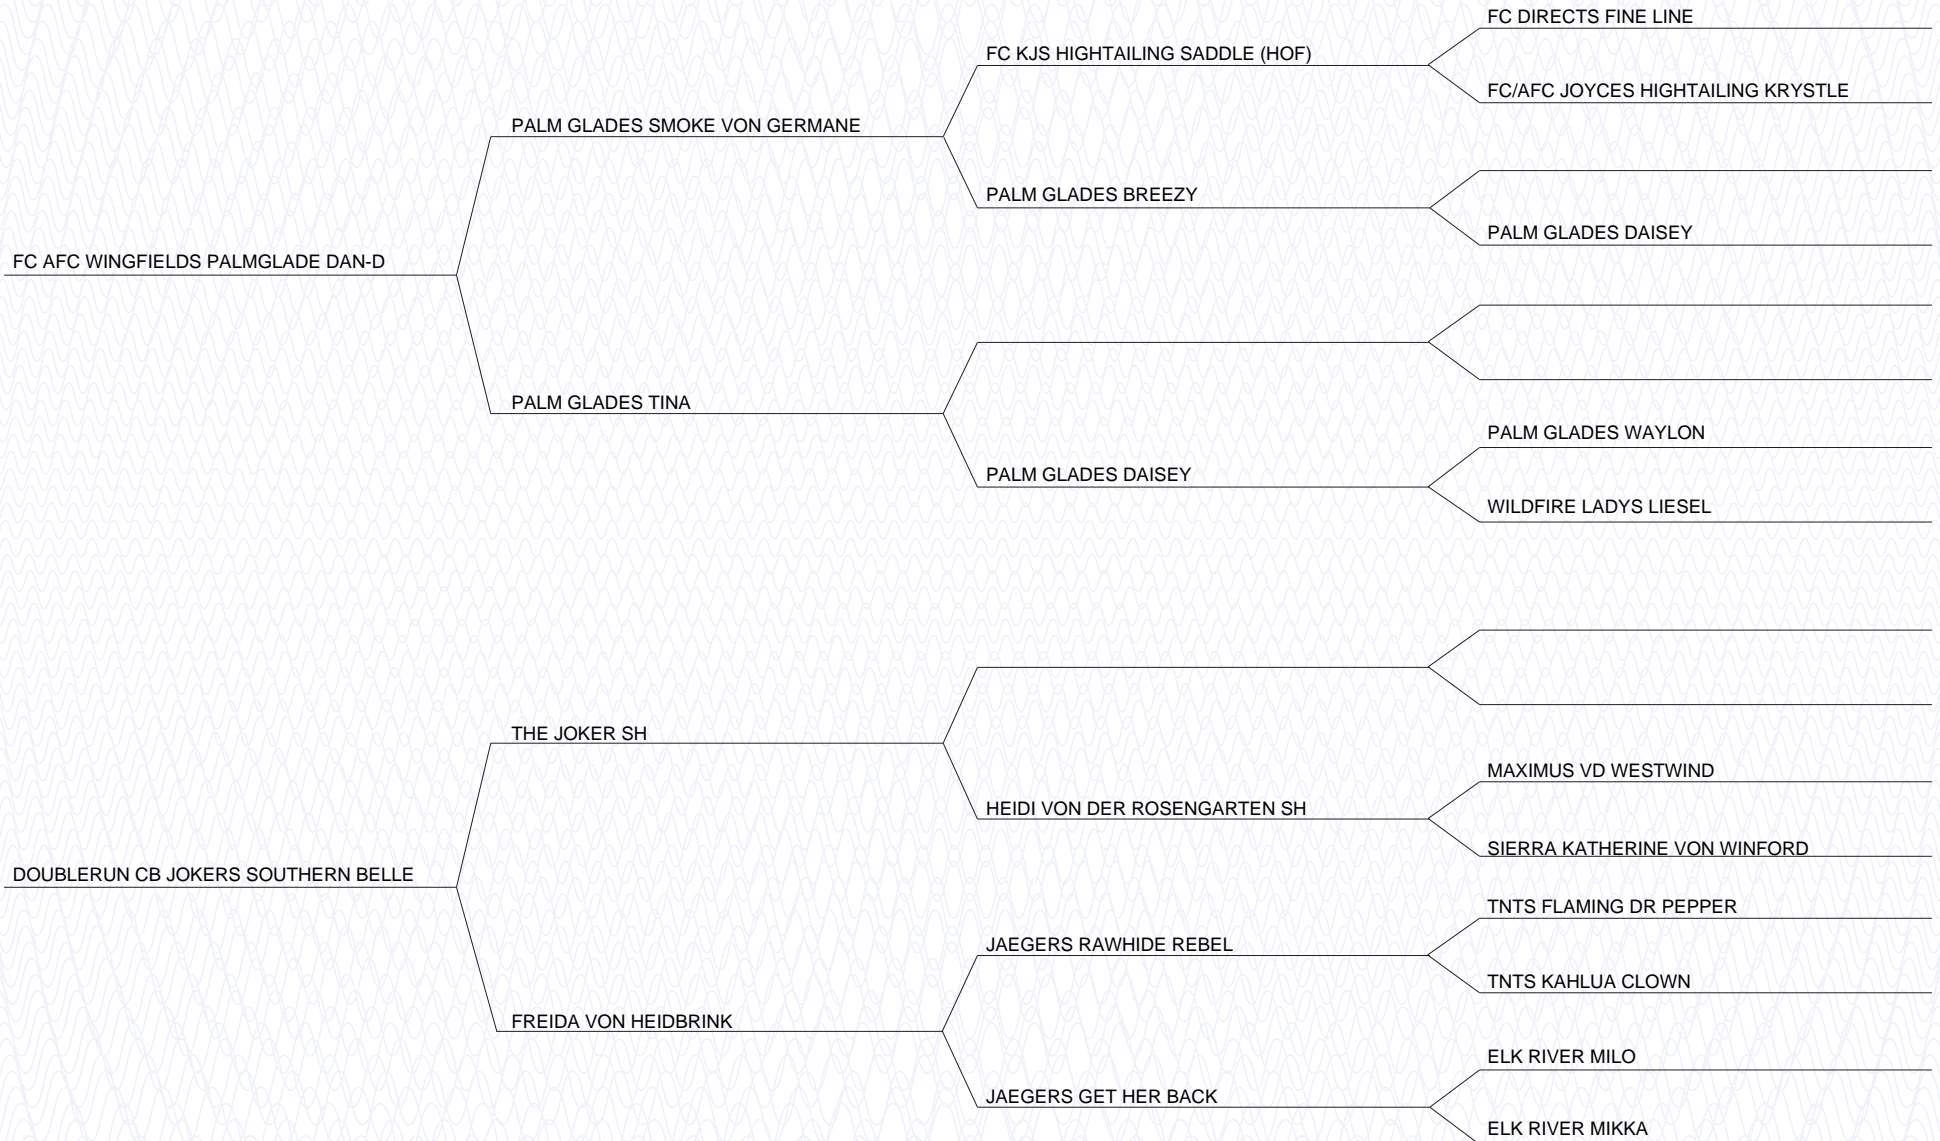 FC DIRECTS FINE LINE
FC KJS HIGHTAILING SADDLE (HOF)
FC/AFC JOYCES HIGHTAILING KRYSTLE
PALM GLADES SMOKE VON GERMANE
PALM GLADES BREEZY
PALM GLADES DAISEY
FC AFC WINGFIELDS PALMGLADE DAN-D
PALM GLADES TINA
PALM GLADES WAYLON
PALM GLADES DAISEY
WILDFIRE LADYS LIESEL
THE JOKER SH
MAXIMUS VD WESTWIND
HEIDI VON DER ROSENGARTEN SH
SIERRA KATHERINE VON WINFORD
DOUBLERUN CB JOKERS SOUTHERN BELLE
TNTS FLAMING DR PEPPER
JAEGERS RAWHIDE REBEL
TNTS KAHLUA CLOWN
FREIDA VON HEIDBRINK
ELK RIVER MILO
JAEGERS GET HER BACK
ELK RIVER MIKKA